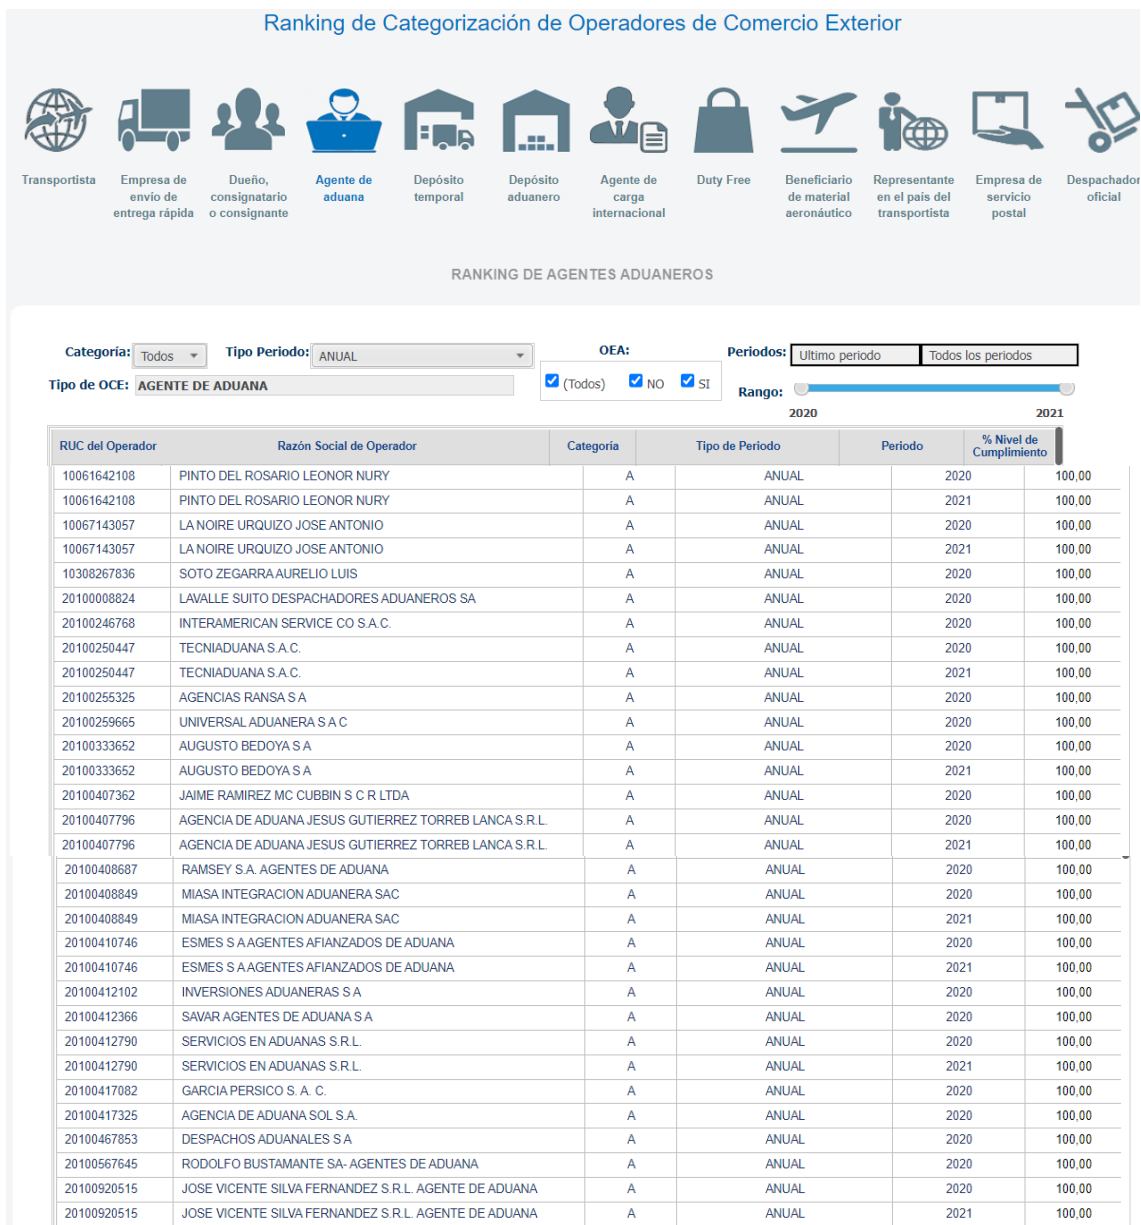 Ranking de Categorización de Operadores de Comercio Exterior
Transportista
Empresa de envío de entrega rápida
Dueño, consignatario o consignante
Agente de aduana
Depósito temporal
Depósito aduanero
Agente de carga internacional
Duty Free
Beneficiario de material aeronáutico
Representante en el país del transportista
Empresa de servicio postal
Despachador oficial
RANKING DE AGENTES ADUANEROS
Categoría: Todos Tipo Periodo: ANUAL OEA: Periodos: Ultimo periodo Todos los periodos
Tipo de OCE: AGENTE DE ADUANA (Todos) NO SI Rango:
2020 2021
RUC del Operador Razón Social de Operador Categoría Tipo de Periodo Periodo % Nivel de Cumplimiento
10061642108 PINTO DEL ROSARIO LEONOR NURY A ANUAL 2020 100,00
10061642108 PINTO DEL ROSARIO LEONOR NURY A ANUAL 2021 100,00
10067143057 LA NOIRE URQUIZO JOSE ANTONIO A ANUAL 2020 100,00
10067143057 LA NOIRE URQUIZO JOSE ANTONIO A ANUAL 2021 100,00
10308267836 SOTO ZEGARRA AURELIO LUIS A ANUAL 2020 100,00
20100008824 LAVALLE SUITO DESPACHADORES ADUANEROS SA A ANUAL 2020 100,00
20100246768 INTERAMERICAN SERVICE CO S.A.C. A ANUAL 2020 100,00
20100250447 TECNIADUANA S.A.C. A ANUAL 2020 100,00
20100250447 TECNIADUANA S.A.C. A ANUAL 2021 100,00
20100255325 AGENCIAS RANSA S A A ANUAL 2020 100,00
20100259665 UNIVERSAL ADUANERA S A C A ANUAL 2020 100,00
20100333652 AUGUSTO BEDOYA S A A ANUAL 2020 100,00
20100333652 AUGUSTO BEDOYA S A A ANUAL 2021 100,00
20100407362 JAIME RAMIREZ MC CUBBIN S C R LTDA A ANUAL 2020 100,00
20100407796 AGENCIA DE ADUANA JESUS GUTIERREZ TORREB LANCA S.R.L. A ANUAL 2020 100,00
20100407796 AGENCIA DE ADUANA JESUS GUTIERREZ TORREB LANCA S.R.L. A ANUAL 2021 100,00
20100408687 RAMSEY S.A. AGENTES DE ADUANA A ANUAL 2020 100,00
20100408849 MIASA INTEGRACION ADUANERA SAC A ANUAL 2020 100,00
20100408849 MIASA INTEGRACION ADUANERA SAC A ANUAL 2021 100,00
20100410746 ESMES S A AGENTES AFIANZADOS DE ADUANA A ANUAL 2020 100,00
20100410746 ESMES S A AGENTES AFIANZADOS DE ADUANA A ANUAL 2021 100,00
20100412102 INVERSIONES ADUANERAS S A A ANUAL 2020 100,00
20100412366 SAVAR AGENTES DE ADUANA S A A ANUAL 2020 100,00
20100412790 SERVICIOS EN ADUANAS S.R.L. A ANUAL 2020 100,00
20100412790 SERVICIOS EN ADUANAS S.R.L. A ANUAL 2021 100,00
20100417082 GARCIA PERSICO S. A. C. A ANUAL 2020 100,00
20100417325 AGENCIA DE ADUANA SOL S.A. A ANUAL 2020 100,00
20100467853 DESPACHOS ADUANALES S A A ANUAL 2020 100,00
20100567645 RODOLFO BUSTAMANTE SA- AGENTES DE ADUANA A ANUAL 2020 100,00
20100920515 JOSE VICENTE SILVA FERNANDEZ S.R.L. AGENTE DE ADUANA A ANUAL 2020 100,00
20100920515 JOSE VICENTE SILVA FERNANDEZ S.R.L. AGENTE DE ADUANA A ANUAL 2021 100,00